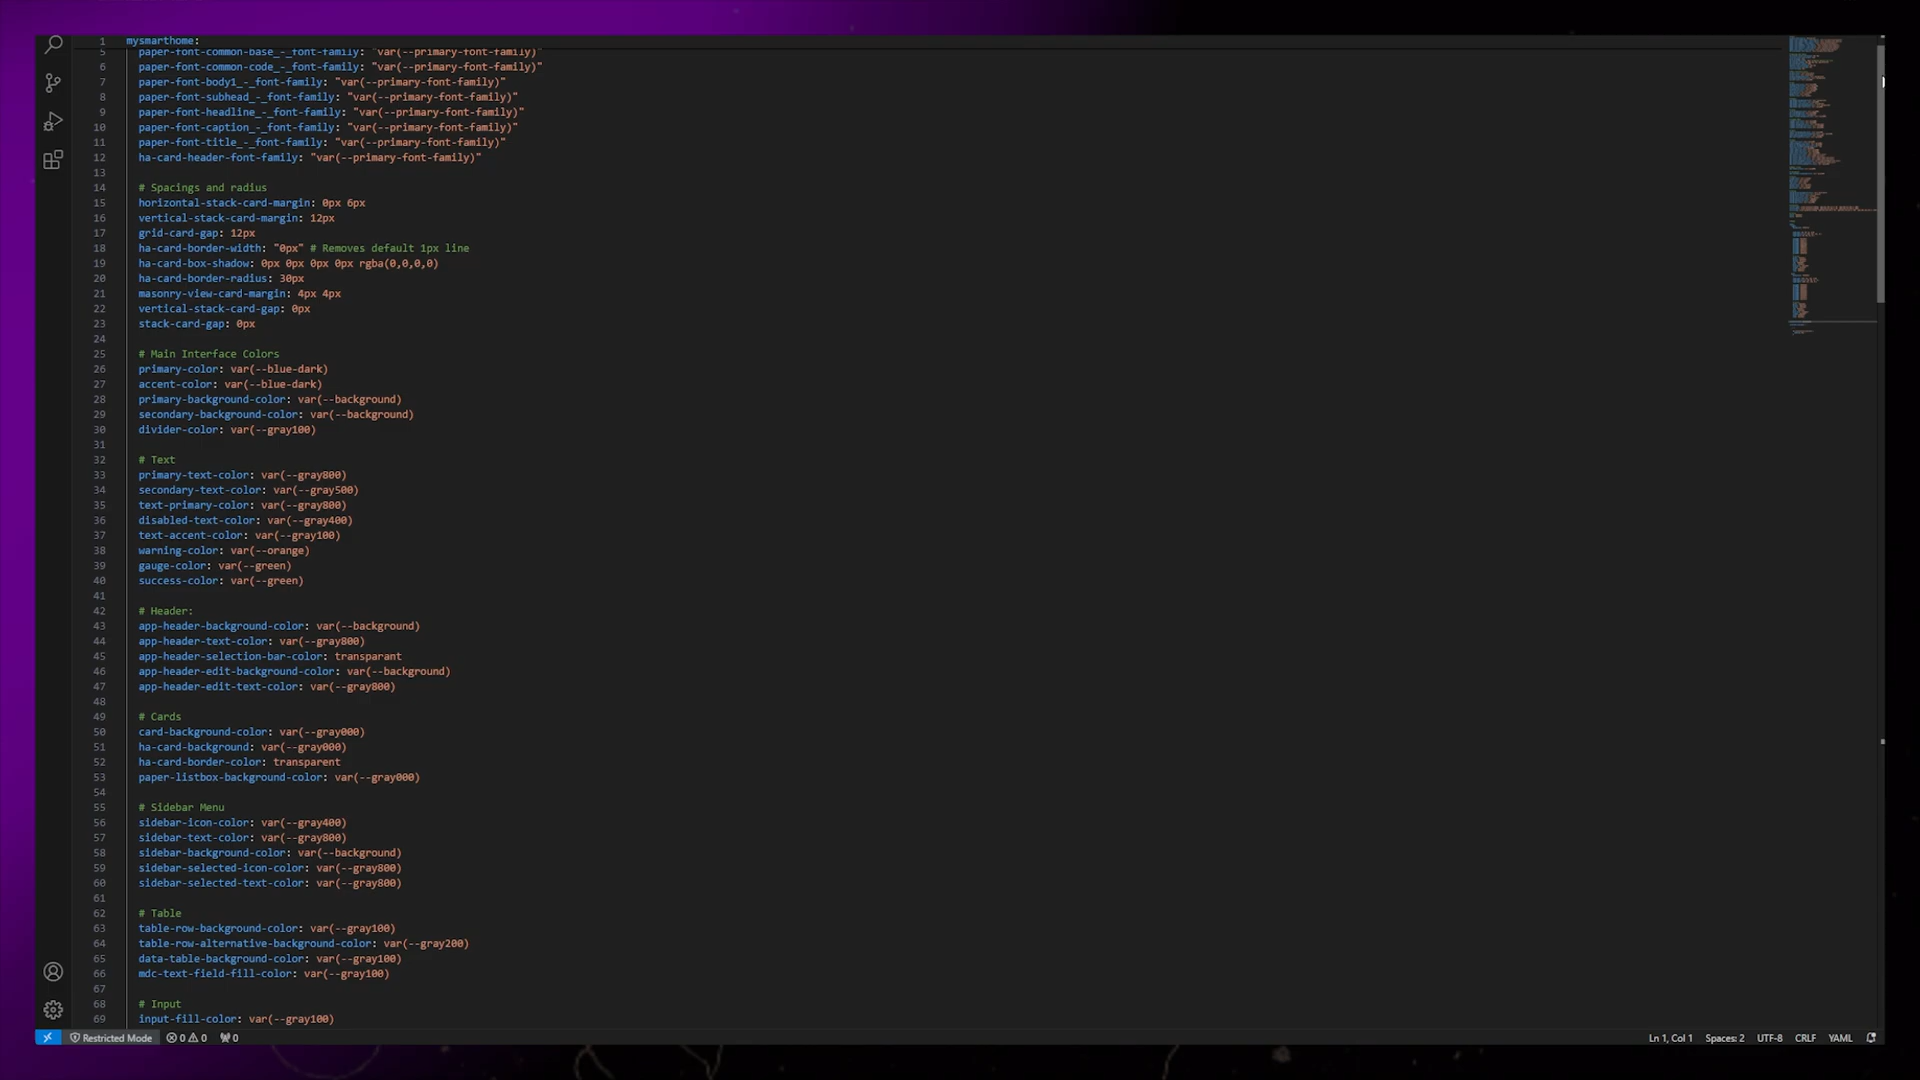 1 mysmarthome:
5 paper-font-common-base_-_font-family: "var(--primary-font-family)"
6 paper-font-common-code_-_font-family: "var(--primary-font-family)"
7 paper-font-body1_-_font-family: "var(--primary-font-family)"
8 paper-font-subhead_-_font-family: "var(--primary-font-family)"
9 paper-font-headline_-_font-family: "var(--primary-font-family)"
10 paper-font-caption_-_font-family: "var(--primary-font-family)"
11 paper-font-title_-_font-family: "var(--primary-font-family)"
12 ha-card-header-font-family: "var(--primary-font-family)"
13
14 # Spacings and radius
15 horizontal-stack-card-margin: 0px 6px
16 vertical-stack-card-margin: 12px
17 grid-card-gap: 12px
18 ha-card-border-width: "0px" # Removes default 1px line
19 ha-card-box-shadow: 0px 0px 0px 0px rgba(0,0,0,0)
20 ha-card-border-radius: 30px
21 masonry-view-card-margin: 4px 4px
22 vertical-stack-card-gap: 0px
23 stack-card-gap: 0px
24
25 # Main Interface Colors
26 primary-color: var(--blue-dark)
27 accent-color: var(--blue-dark)
28 primary-background-color: var(--background)
29 secondary-background-color: var(--background)
30 divider-color: var(--gray100)
31
32 # Text
33 primary-text-color: var(--gray800)
34 secondary-text-color: var(--gray500)
35 text-primary-color: var(--gray800)
36 disabled-text-color: var(--gray400)
37 text-accent-color: var(--gray100)
38 warning-color: var(--orange)
39 gauge-color: var(--green)
40 success-color: var(--green)
41
42 # Header:
43 app-header-background-color: var(--background)
44 app-header-text-color: var(--gray800)
45 app-header-selection-bar-color: transparant
46 app-header-edit-background-color: var(--background)
47 app-header-edit-text-color: var(--gray800)
48
49 # Cards
50 card-background-color: var(--gray000)
51 ha-card-background: var(--gray000)
52 ha-card-border-color: transparent
53 paper-listbox-background-color: var(--gray000)
54
55 # Sidebar Menu
56 sidebar-icon-color: var(--gray400)
57 sidebar-text-color: var(--gray800)
58 sidebar-background-color: var(--background)
59 sidebar-selected-icon-color: var(--gray800)
60 sidebar-selected-text-color: var(--gray800)
61
62 # Table
63 table-row-background-color: var(--gray100)
64 table-row-alternative-background-color: var(--gray200)
65 data-table-background-color: var(--gray100)
66 mdc-text-field-fill-color: var(--gray100)
67
68 # Input
69 input-fill-color: var(--gray100)
Restricted Mode 0 0 0 Ln 1, Col 1 Spaces: 2 UTF-8 CRLF YAML